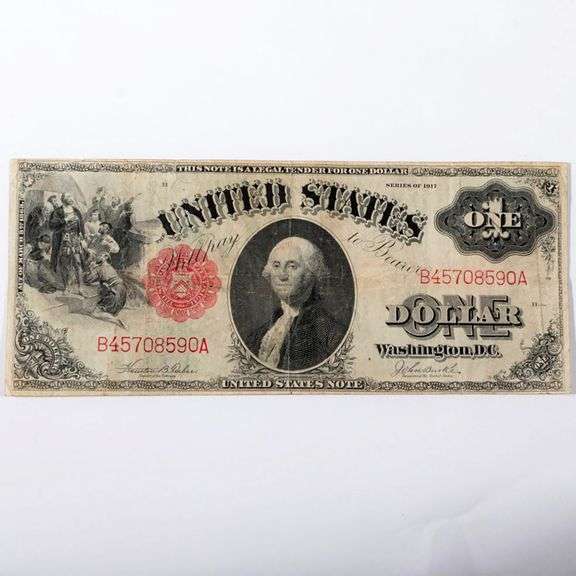 THIS NOTE IS A LEGAL TENDER FOR ONE DOLLAR
SERIES OF 1917
UNITED STATES
ONE
Will pay to Bearer
B45708590A
ONE
DOLLAR
B45708590A
Washington, D.C.
UNITED STATES NOTE